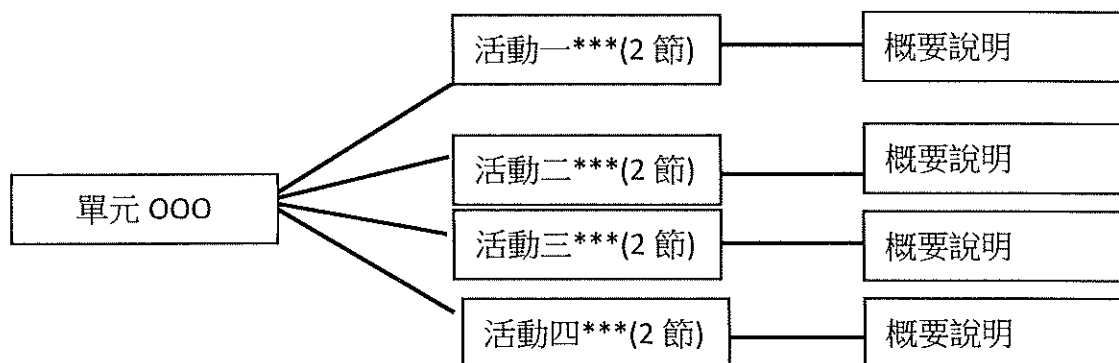 活動一***(2 節)
概要說明
活動二***(2 節)
概要說明
單元 OOO
活動三***(2 節)
概要說明
活動四***(2 節)
概要說明